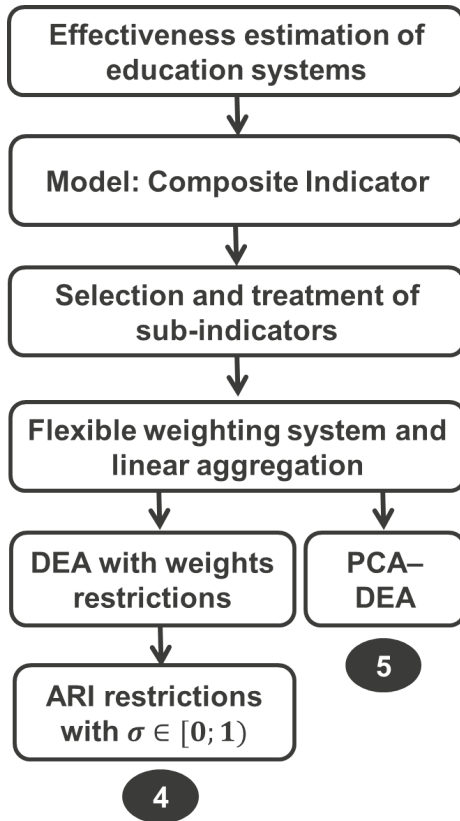 Effectiveness estimation of
education systems
Model: Composite Indicator
Selection and treatment of
sub-indicators
Flexible weighting system and
linear aggregation
DEA with weights
restrictions
PCA–
DEA
5
ARI restrictions
with σ ∈ [0; 1)
4